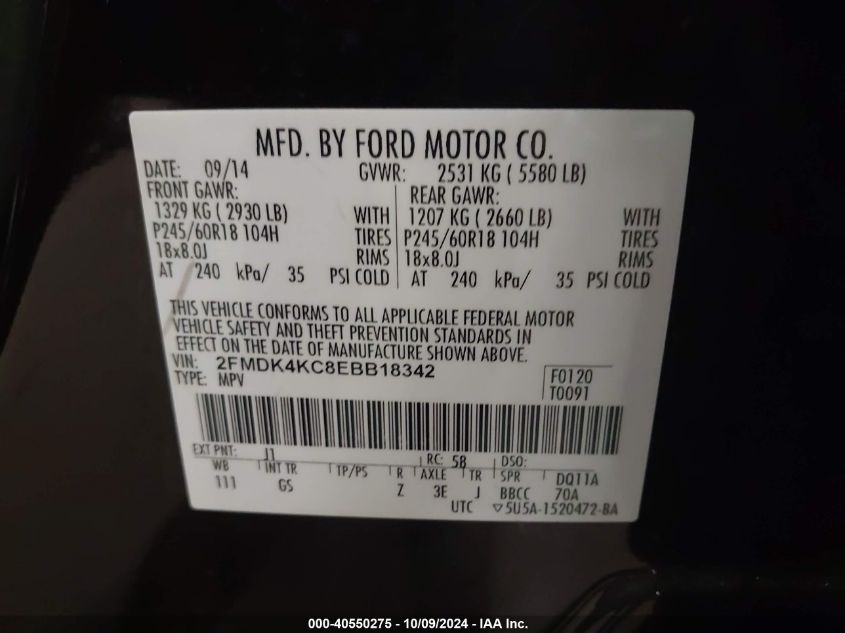 MFD. BY FORD MOTOR CO.
DATE: 09/14 GVWR: 2531 KG ( 5580 LB)
FRONT GAWR: REAR GAWR:
1329 KG ( 2930 LB) WITH 1207 KG ( 2660 LB) WITH
P245/60R18 104H TIRES P245/60R18 104H TIRES
18x8.0J RIMS 18x8.0J RIMS
AT 240 kPa/ 35 PSI COLD AT 240 kPa/ 35 PSI COLD
THIS VEHICLE CONFORMS TO ALL APPLICABLE FEDERAL MOTOR
VEHICLE SAFETY AND THEFT PREVENTION STANDARDS IN
EFFECT ON THE DATE OF MANUFACTURE SHOWN ABOVE.
VIN: 2FMDK4KC8EBB18342 F0120
TYPE: MPV T0091
EXT PNT: J1 RC: 58 DSO:
WB INT TR TP/PS R AXLE TR SPR DQ11A
111 GS Z 3E J BBCC 70A
UTC ▽5U5A-1520472-BA
000-40550275 - 10/09/2024 - IAA Inc.